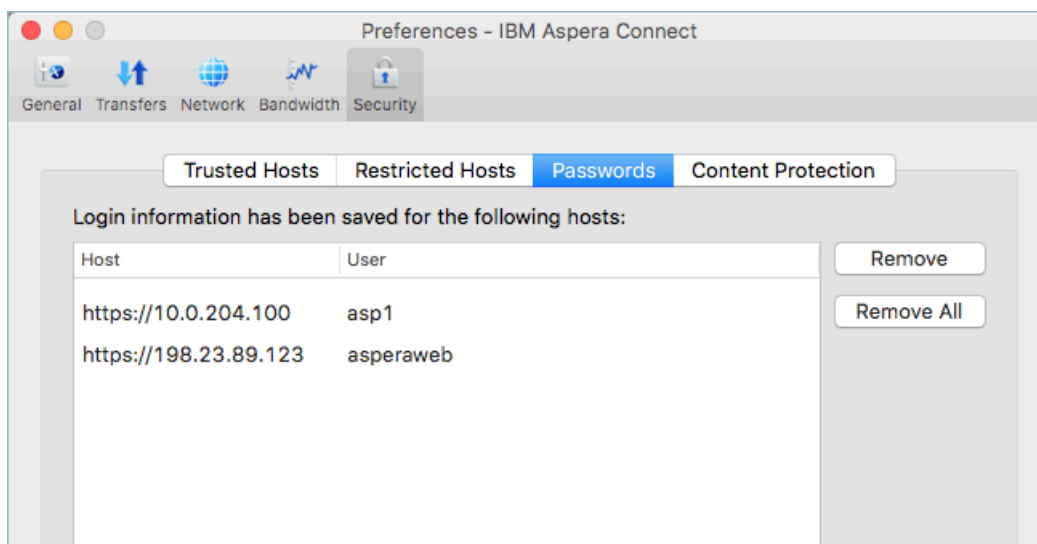 Preferences - IBM Aspera Connect
General Transfers Network Bandwidth Security
Trusted Hosts Restricted Hosts Passwords Content Protection
Login information has been saved for the following hosts:
Host User Remove
https://10.0.204.100 asp1 Remove All
https://198.23.89.123 asperaweb